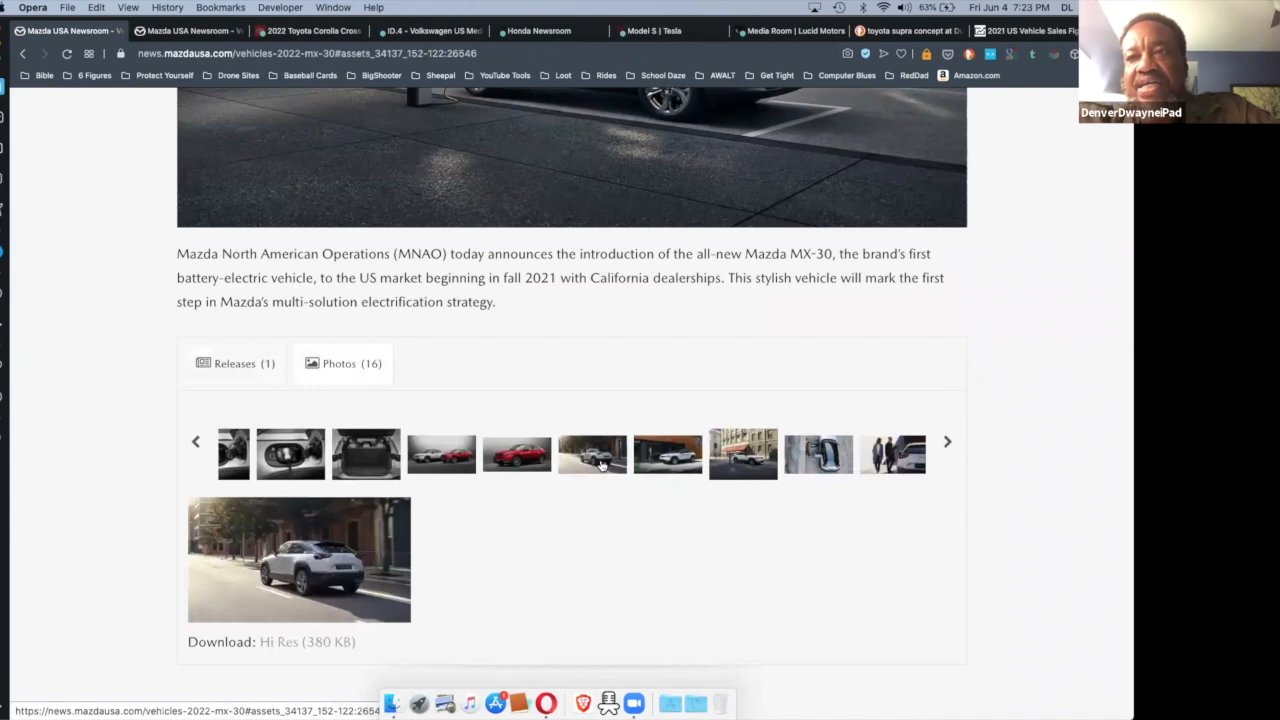 Opera File Edit View History Bookmarks Developer Window Help 63% Fri Jun 4 7:23 PM DL
Mazda USA Newsroom - V Mazda USA Newsroom - V 2022 Toyota Corolla Cross ID.4 - Volkswagen US Med Honda Newsroom Model S | Tesla Media Room | Lucid Motors toyota supra concept at D 2021 US Vehicle Sales Fig
news.mazdausa.com/vehicles-2022-mx-30#assets_34137_152-122:26546
Bible 6 Figures Protect Yourself Drone Sites Baseball Cards BigShooter Sheepal YouTube Tools Loot Rides School Daze AWALT Get Tight Computer Blues RedDad Amazon.com
DenverDwayneiPad
Mazda North American Operations (MNAO) today announces the introduction of the all-new Mazda MX-30, the brand's first
battery-electric vehicle, to the US market beginning in fall 2021 with California dealerships. This stylish vehicle will mark the first
step in Mazda's multi-solution electrification strategy.
Releases (1) Photos (16)
Download: Hi Res (380 KB)
https://news.mazdausa.com/vehicles-2022-mx-30#assets_34137_152-122:2654